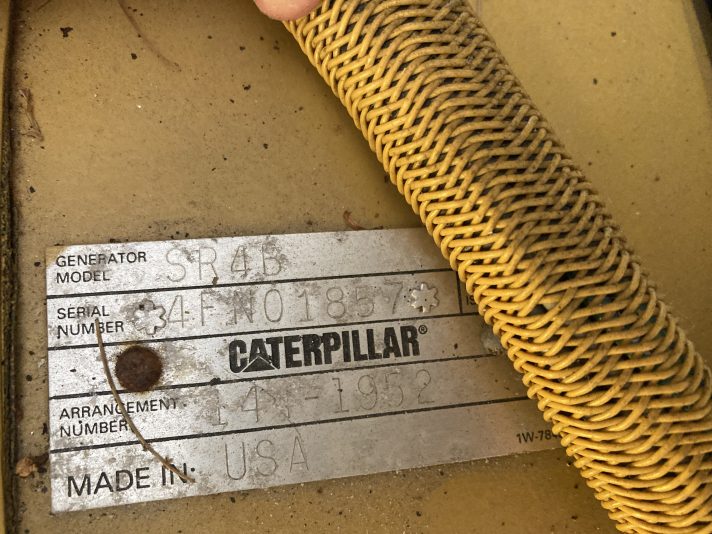 GENERATOR MODEL SR4B
SERIAL NUMBER 4FN01857
CATERPILLAR®
ARRANGEMENT NUMBER
MADE IN: USA